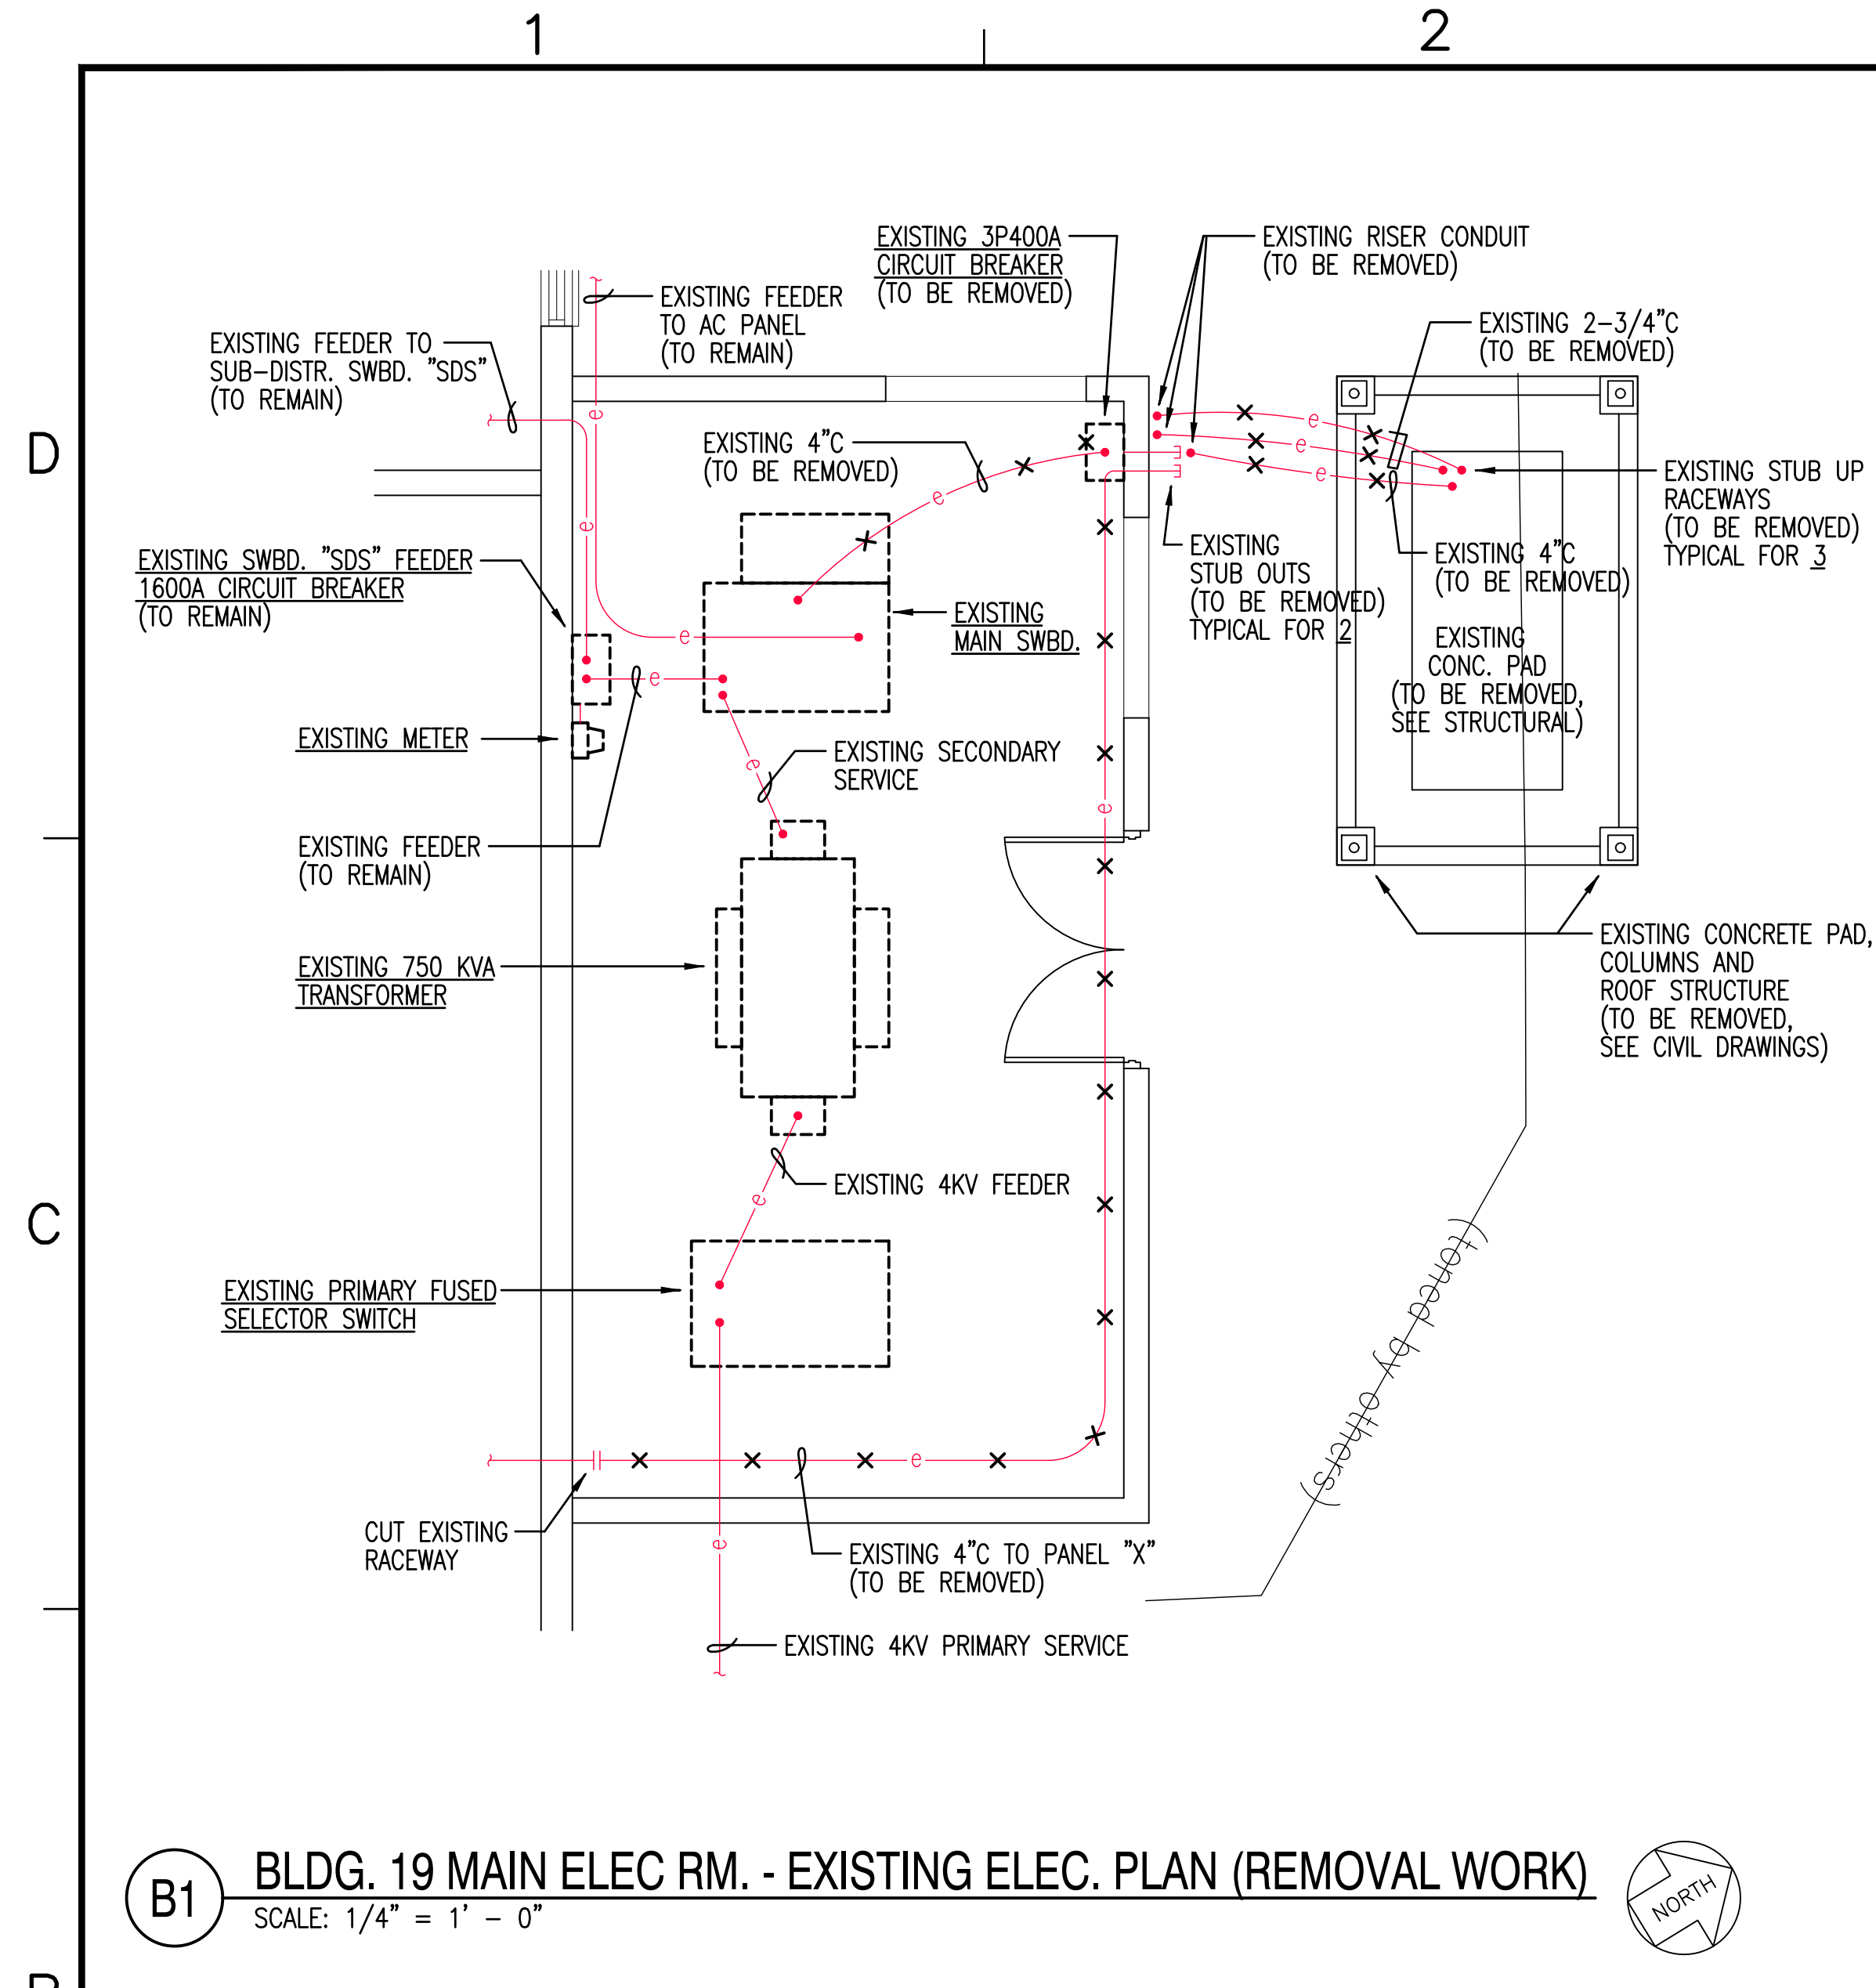 1
2
D
C
EXISTING 3P400A
CIRCUIT BREAKER
(TO BE REMOVED)
EXISTING RISER CONDUIT
(TO BE REMOVED)
EXISTING FEEDER
TO AC PANEL
(TO REMAIN)
EXISTING 2-3/4"C
(TO BE REMOVED)
EXISTING FEEDER TO
SUB-DISTR. SWBD. "SDS"
(TO REMAIN)
EXISTING 4"C
(TO BE REMOVED)
EXISTING STUB UP
RACEWAYS
(TO BE REMOVED)
TYPICAL FOR 3
EXISTING SWBD. "SDS" FEEDER
1600A CIRCUIT BREAKER
(TO REMAIN)
EXISTING
STUB OUTS
(TO BE REMOVED)
TYPICAL FOR 2
EXISTING 4"C
(TO BE REMOVED)
EXISTING
MAIN SWBD.
EXISTING
CONC. PAD
(TO BE REMOVED,
SEE STRUCTURAL)
EXISTING METER
EXISTING SECONDARY
SERVICE
EXISTING FEEDER
(TO REMAIN)
EXISTING 750 KVA
TRANSFORMER
EXISTING CONCRETE PAD,
COLUMNS AND
ROOF STRUCTURE
(TO BE REMOVED,
SEE CIVIL DRAWINGS)
EXISTING 4KV FEEDER
EXISTING PRIMARY FUSED
SELECTOR SWITCH
(toned by others)
CUT EXISTING
RACEWAY
EXISTING 4"C TO PANEL "X"
(TO BE REMOVED)
EXISTING 4KV PRIMARY SERVICE
e
e
e
e
e
e
e
e
e
e
e
e
e
e
B1
BLDG. 19 MAIN ELEC RM. - EXISTING ELEC. PLAN (REMOVAL WORK)
SCALE: 1/4" = 1' - 0"
NORTH